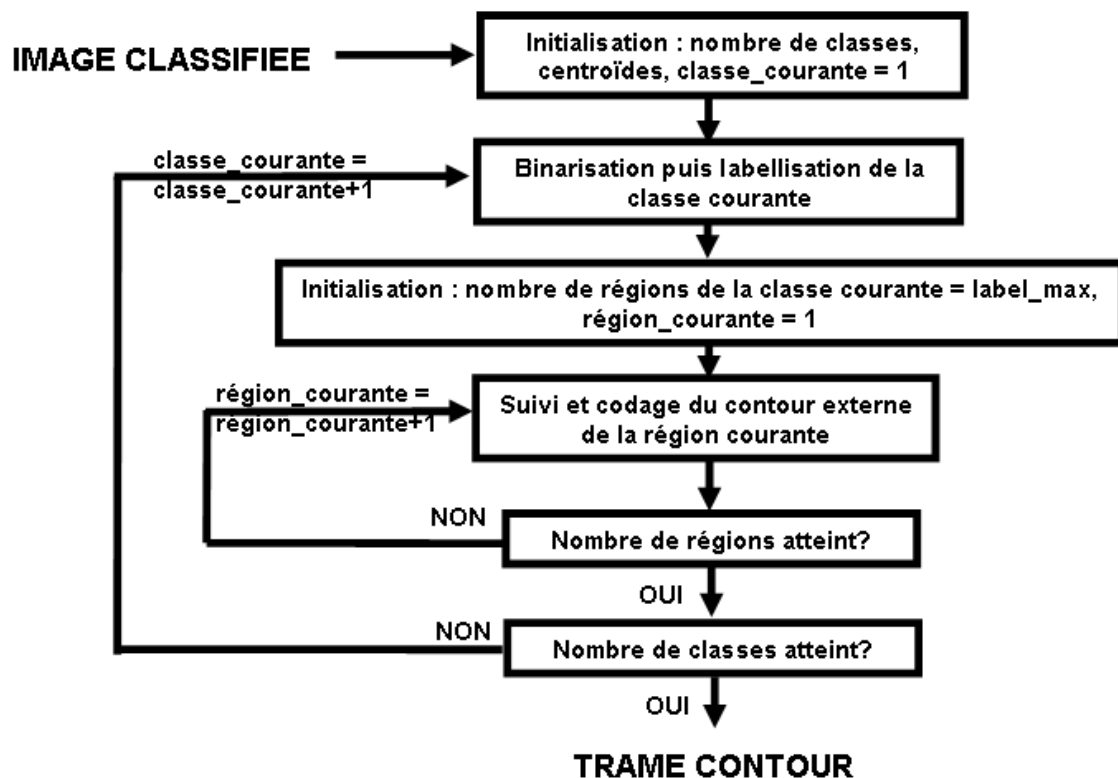 IMAGE CLASSIFIEE
Initialisation : nombre de classes,
centroïdes, classe_courante = 1
classe_courante =
classe_courante+1
Binarisation puis labellisation de la
classe courante
Initialisation : nombre de régions de la classe courante = label_max,
région_courante = 1
région_courante =
région_courante+1
Suivi et codage du contour externe
de la région courante
NON
Nombre de régions atteint?
OUI
NON
Nombre de classes atteint?
OUI
TRAME CONTOUR